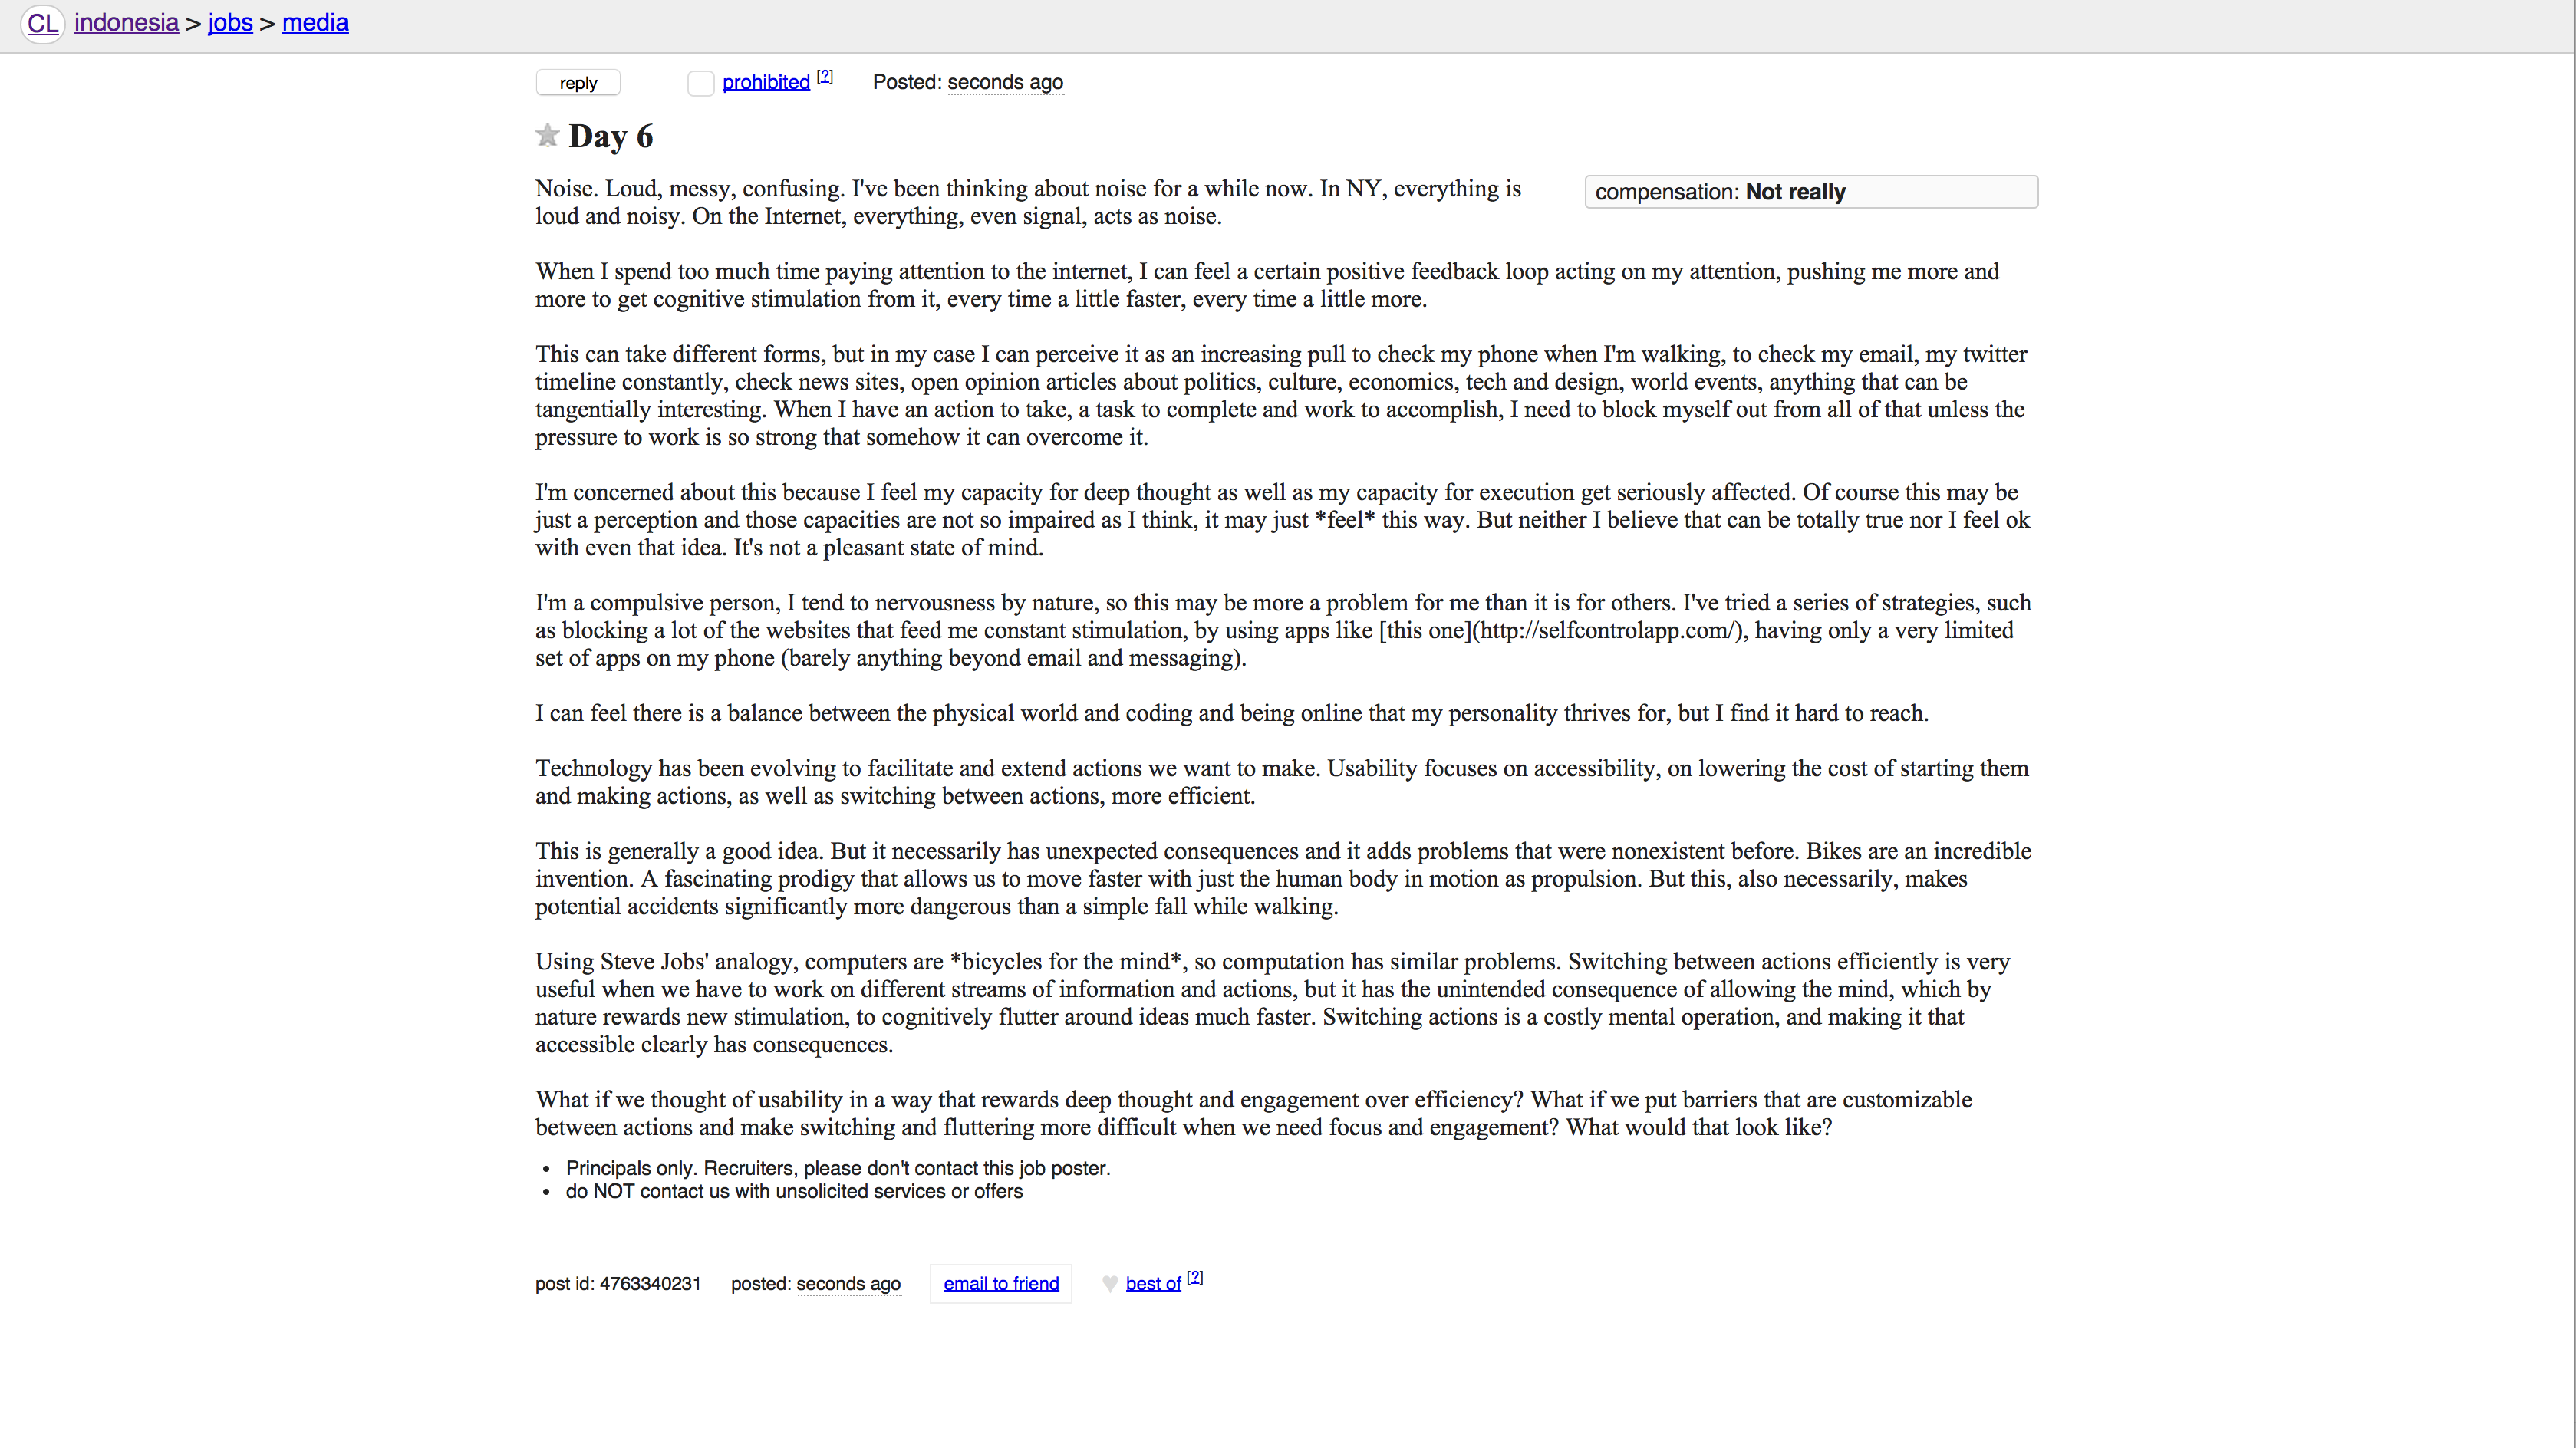 CL indonesia > jobs > media
reply prohibited [?] Posted: seconds ago
Day 6
Noise. Loud, messy, confusing. I've been thinking about noise for a while now. In NY, everything is
loud and noisy. On the Internet, everything, even signal, acts as noise.
compensation: Not really
When I spend too much time paying attention to the internet, I can feel a certain positive feedback loop acting on my attention, pushing me more and
more to get cognitive stimulation from it, every time a little faster, every time a little more.
This can take different forms, but in my case I can perceive it as an increasing pull to check my phone when I'm walking, to check my email, my twitter
timeline constantly, check news sites, open opinion articles about politics, culture, economics, tech and design, world events, anything that can be
tangentially interesting. When I have an action to take, a task to complete and work to accomplish, I need to block myself out from all of that unless the
pressure to work is so strong that somehow it can overcome it.
I'm concerned about this because I feel my capacity for deep thought as well as my capacity for execution get seriously affected. Of course this may be
just a perception and those capacities are not so impaired as I think, it may just *feel* this way. But neither I believe that can be totally true nor I feel ok
with even that idea. It's not a pleasant state of mind.
I'm a compulsive person, I tend to nervousness by nature, so this may be more a problem for me than it is for others. I've tried a series of strategies, such
as blocking a lot of the websites that feed me constant stimulation, by using apps like [this one](http://selfcontrolapp.com/), having only a very limited
set of apps on my phone (barely anything beyond email and messaging).
I can feel there is a balance between the physical world and coding and being online that my personality thrives for, but I find it hard to reach.
Technology has been evolving to facilitate and extend actions we want to make. Usability focuses on accessibility, on lowering the cost of starting them
and making actions, as well as switching between actions, more efficient.
This is generally a good idea. But it necessarily has unexpected consequences and it adds problems that were nonexistent before. Bikes are an incredible
invention. A fascinating prodigy that allows us to move faster with just the human body in motion as propulsion. But this, also necessarily, makes
potential accidents significantly more dangerous than a simple fall while walking.
Using Steve Jobs' analogy, computers are *bicycles for the mind*, so computation has similar problems. Switching between actions efficiently is very
useful when we have to work on different streams of information and actions, but it has the unintended consequence of allowing the mind, which by
nature rewards new stimulation, to cognitively flutter around ideas much faster. Switching actions is a costly mental operation, and making it that
accessible clearly has consequences.
What if we thought of usability in a way that rewards deep thought and engagement over efficiency? What if we put barriers that are customizable
between actions and make switching and fluttering more difficult when we need focus and engagement? What would that look like?
• Principals only. Recruiters, please don't contact this job poster.
• do NOT contact us with unsolicited services or offers
post id: 4763340231 posted: seconds ago email to friend best of [?]